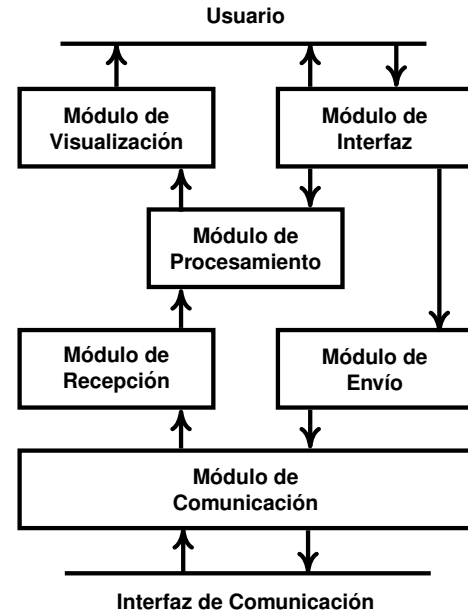 Usuario
Módulo de
Visualización
Módulo de
Interfaz
Módulo de
Procesamiento
Módulo de
Recepción
Módulo de
Envío
Módulo de
Comunicación
Interfaz de Comunicación